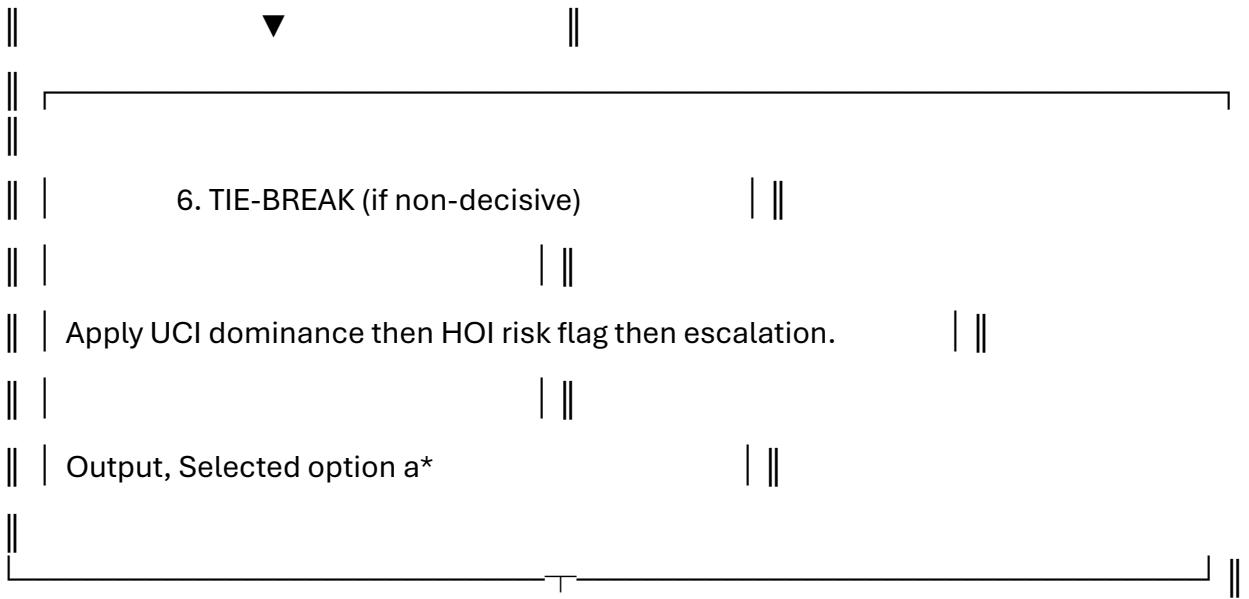 6. TIE-BREAK (if non-decisive)
Apply UCI dominance then HOI risk flag then escalation.
Output, Selected option a*